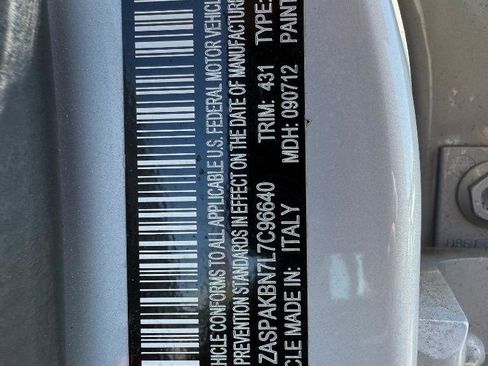 HICLE CONFORMS TO ALL APPLICABLE U.S. FEDERAL MOTOR VEHICL
PREVENTION STANDARDS IN EFFECT ON THE DATE OF MANUFACTURE
ZASPAKBN7L7C96640 TRIM: 431 TYPE:
CLE MADE IN: ITALY MDH: 090712 PAINT